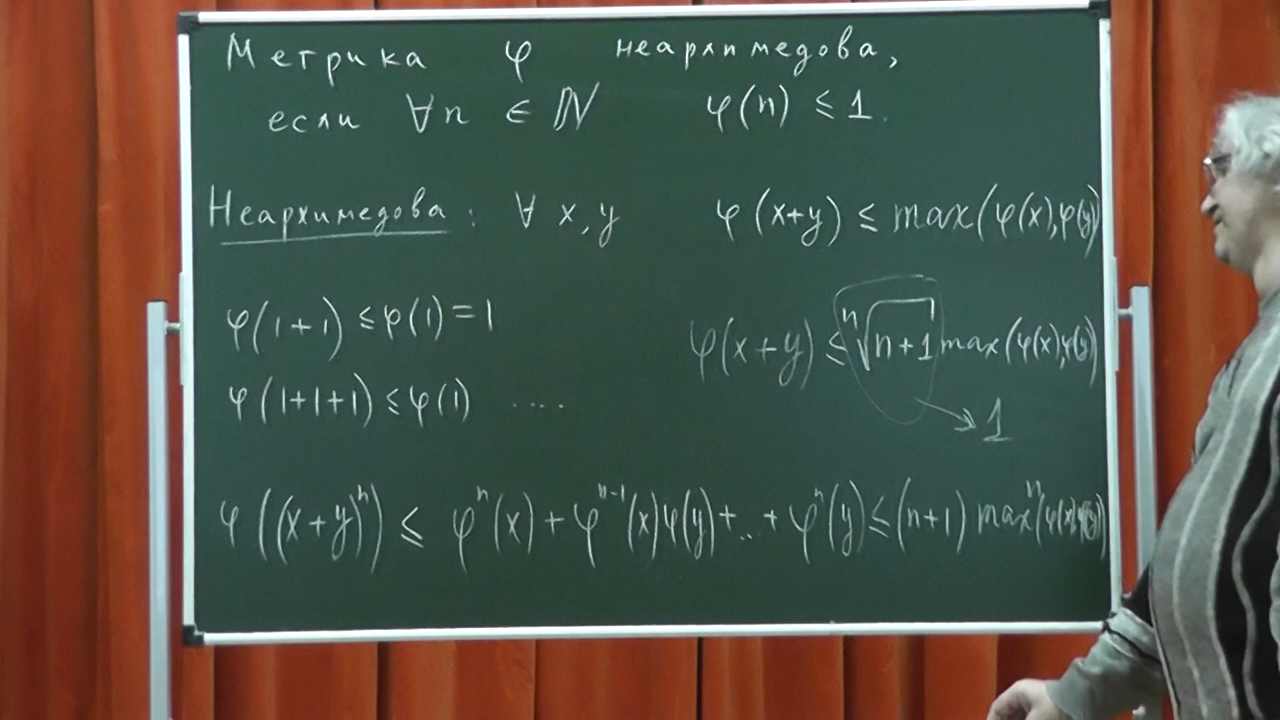 Метрика φ неархимедова,
если ∀n ∈ ℕ φ(n) ≤ 1.
Неархимедова: ∀ x,y φ(x+y) ≤ max(φ(x),φ(y))
φ(1+1) ≤ φ(1) = 1
φ(x+y) ≤ ⁿ√(n+1) max(φ(x),φ(y))
φ(1+1+1) ≤ φ(1) ....
→ 1
φ((x+y)ⁿ) ≤ φⁿ(x) + φⁿ⁻¹(x)φ(y) + ... + φⁿ(y) ≤ (n+1) maxⁿ(φ(x),φ(y))